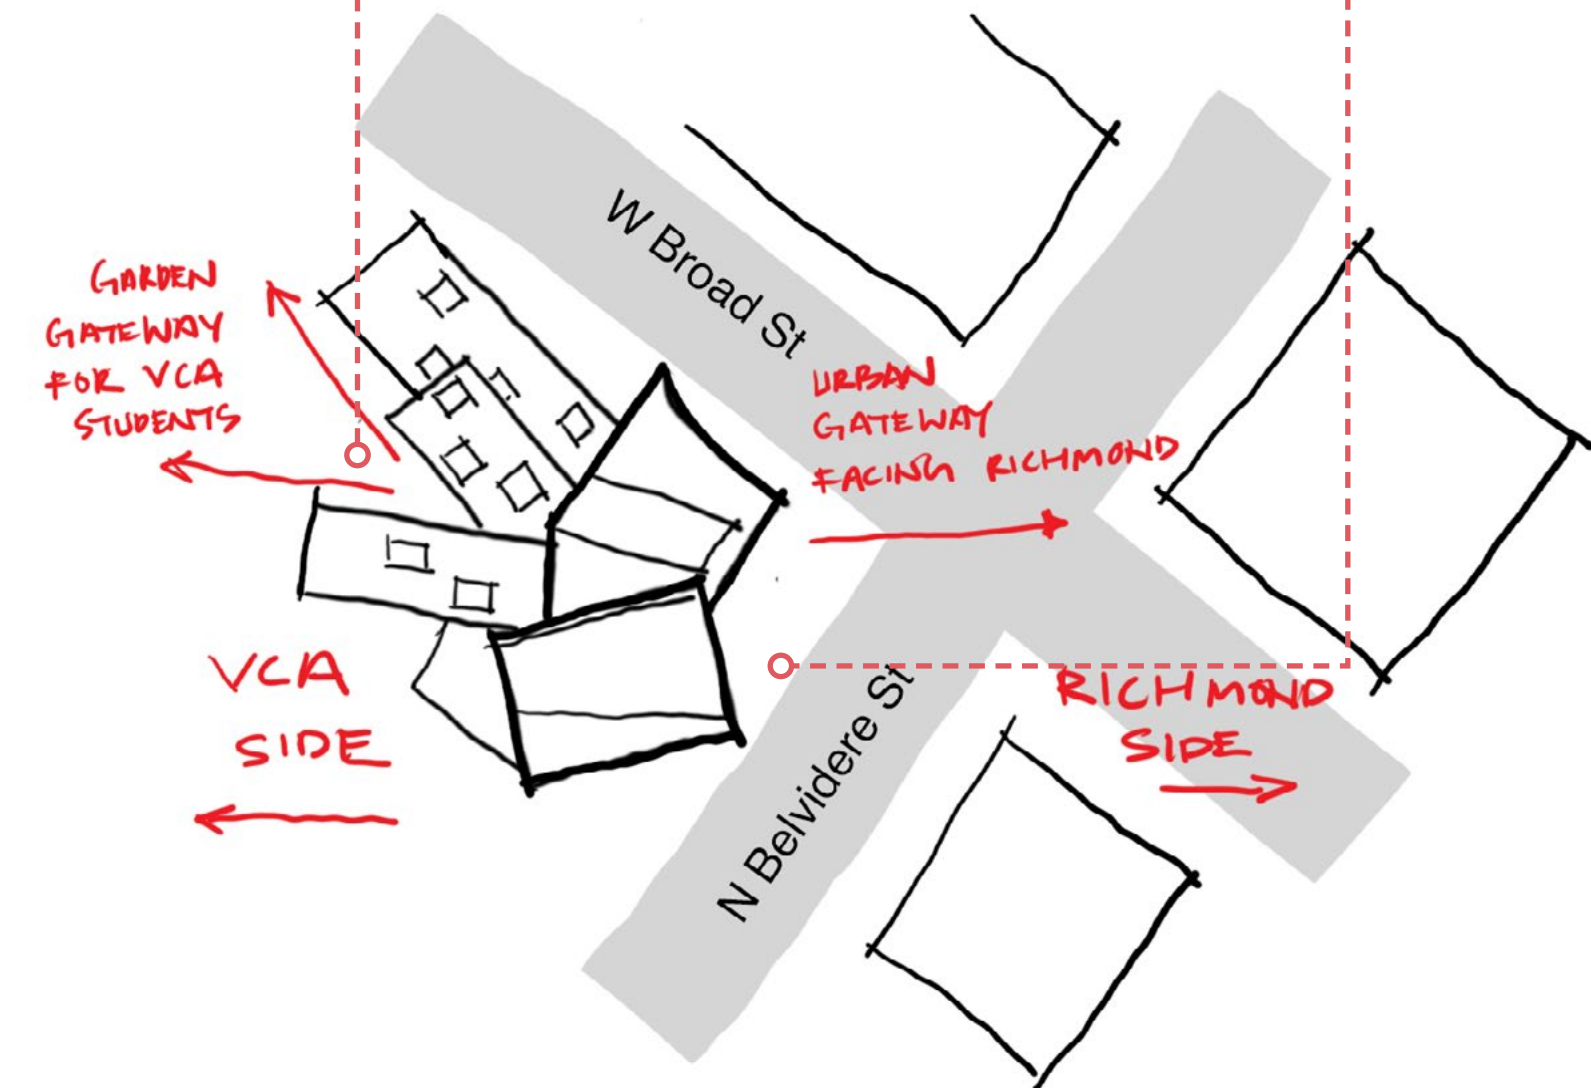 W Broad St
GARDEN
GATEWAY
FOR VCA
STUDENTS
URBAN
GATEWAY
FACING RICHMOND
VCA
SIDE
N Belvidere St
RICHMOND
SIDE